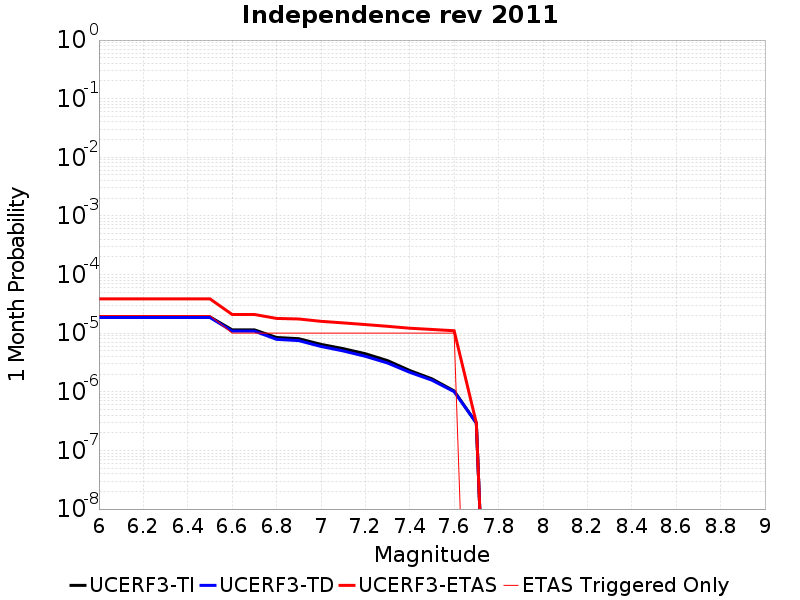 Independence rev 2011
10^0
10^-1
10^-2
10^-3
10^-4
10^-5
10^-6
10^-7
10^-8
1 Month Probability
6 6.2 6.4 6.6 6.8 7 7.2 7.4 7.6 7.8 8 8.2 8.4 8.6 8.8 9
Magnitude
UCERF3-TI UCERF3-TD UCERF3-ETAS ETAS Triggered Only